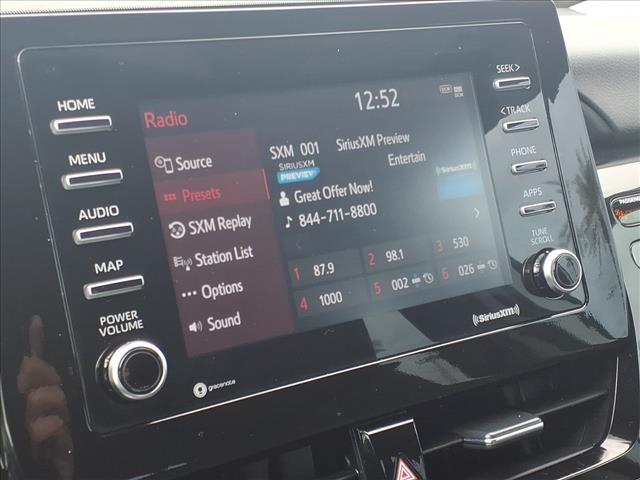 HOME
MENU
AUDIO
MAP
POWER
VOLUME
Radio
12:52
DCM
Source
Presets
SXM Replay
Station List
Options
Sound
SXM 001
SiriusXM Preview
SIRIUSXM
PREVIEW
Entertain
SiriusXM
Great Offer Now!
844-711-8800
1 87.9
2 98.1
3 530
4 1000
5 002
6 026
gracenote
SiriusXM
SEEK >
< TRACK
PHONE
APPS
TUNE
SCROLL